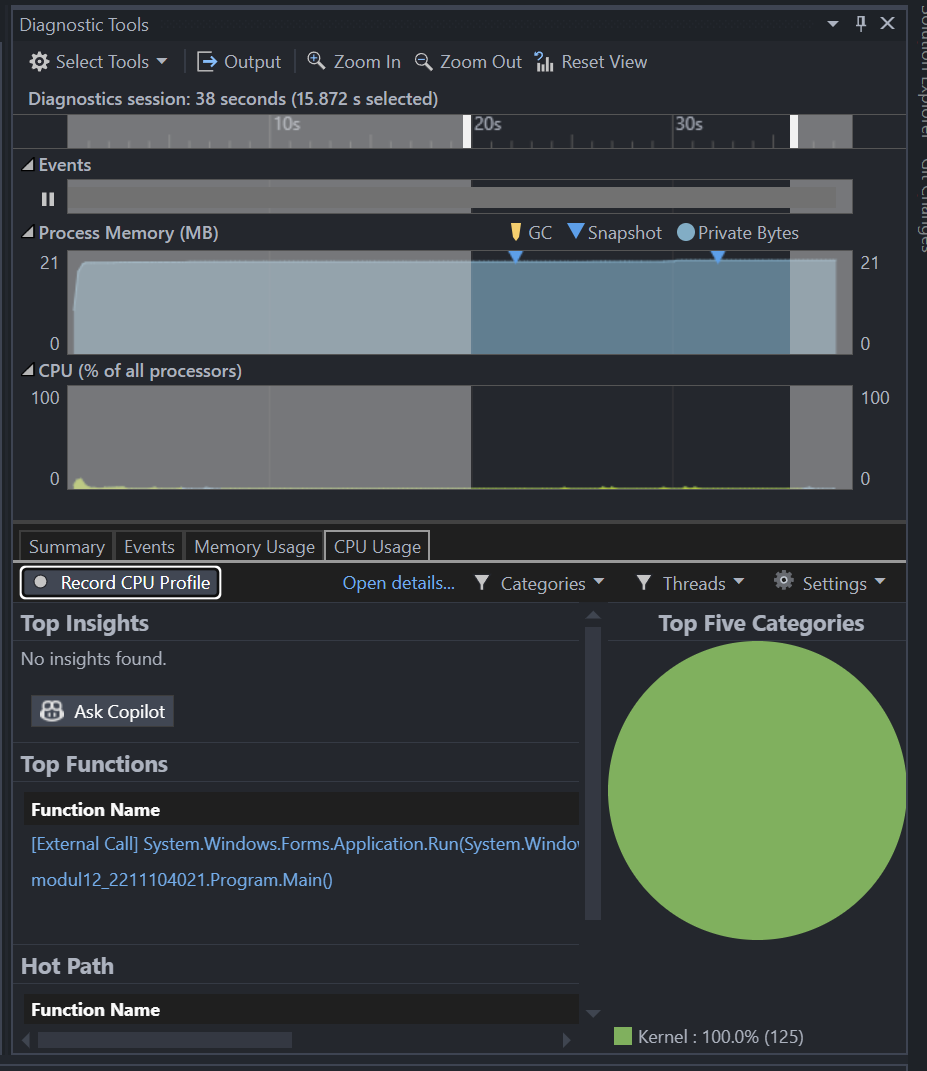 Diagnostic Tools
Select Tools
Output
Zoom In
Zoom Out
Reset View
Diagnostics session: 38 seconds (15.872 s selected)
10s
20s
30s
Events
Process Memory (MB)
GC
Snapshot
Private Bytes
21
21
0
0
CPU (% of all processors)
100
100
0
0
Summary
Events
Memory Usage
CPU Usage
Record CPU Profile
Open details...
Categories
Threads
Settings
Top Insights
No insights found.
Ask Copilot
Top Functions
Function Name
[External Call] System.Windows.Forms.Application.Run(System.Windo
modul12_2211104021.Program.Main()
Hot Path
Function Name
Top Five Categories
Kernel : 100.0% (125)
Solution Explorer
Git Changes